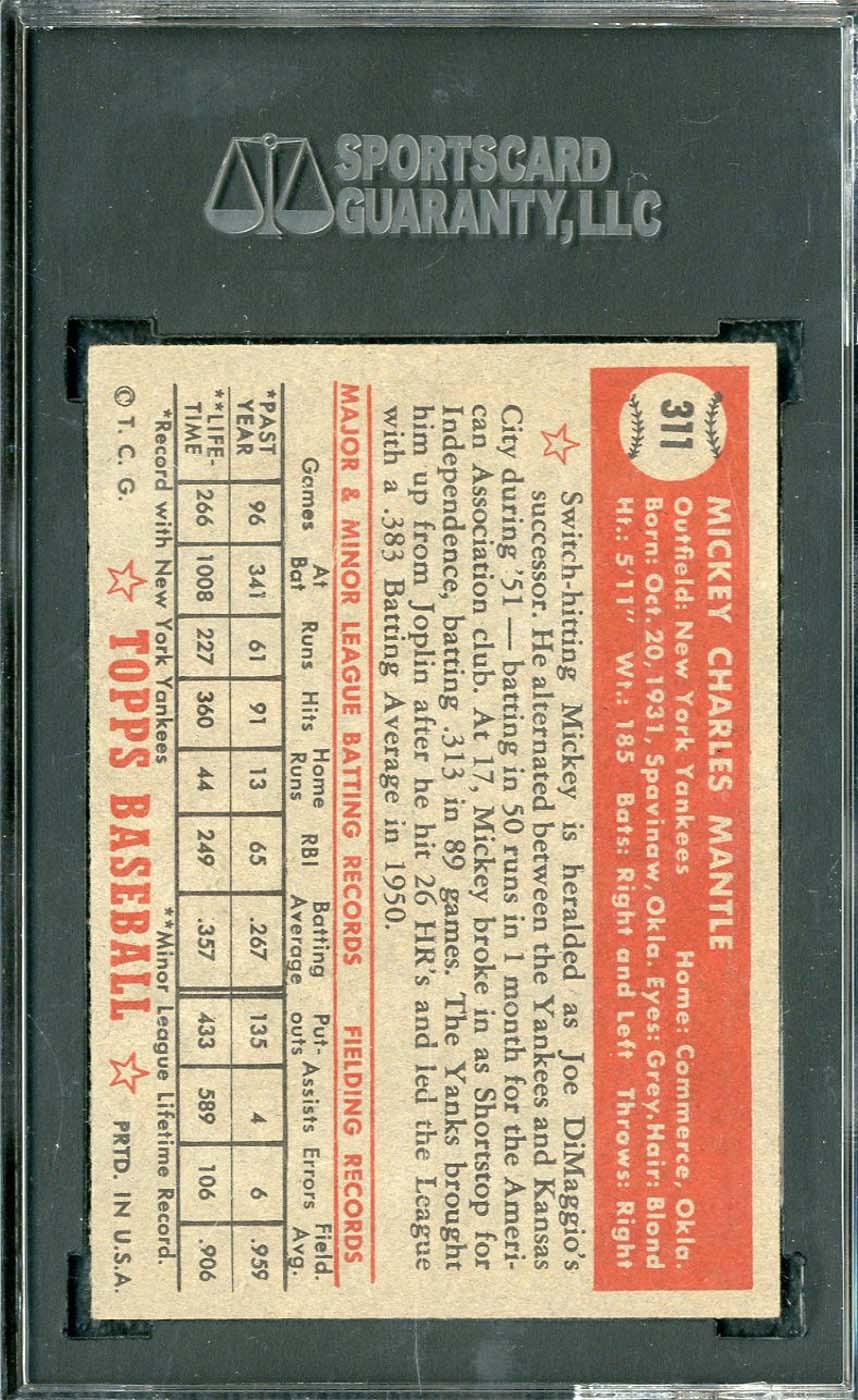 SPORTSCARD
GUARANTY, LLC
311
MICKEY CHARLES MANTLE
Outfield: New York Yankees Home: Commerce, Okla.
Born: Oct. 20, 1931, Spavinaw, Okla. Eyes: Grey. Hair: Blond
Ht.: 5'11" Wt.: 185 Bats: Right and Left Throws: Right
Switch-hitting Mickey is heralded as Joe DiMaggio's
successor. He alternated between the Yankees and Kansas
City during '51 — batting in 50 runs in 1 month for the Ameri-
can Association club. At 17, Mickey broke in as Shortstop for
Independence, batting .313 in 89 games. The Yanks brought
him up from Joplin after he hit 26 HR's and led the League
with a .383 Batting Average in 1950.
MAJOR & MINOR LEAGUE BATTING RECORDS FIELDING RECORDS
Games At Bat Runs Hits Home Runs RBI Batting Average Put-outs Assists Errors Field. Avg.
*PAST YEAR 96 341 61 91 13 65 .267 135 4 6 .959
**LIFE-TIME 266 1008 227 360 44 249 .357 433 589 106 .906
*Record with New York Yankees **Minor League Lifetime Record.
© T. C. G. TOPPS BASEBALL PRTD. IN U.S.A.